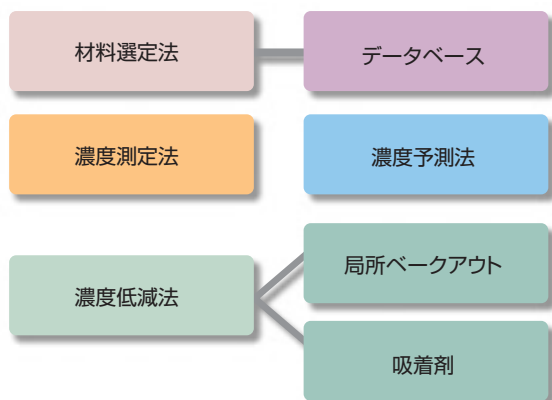 材料選定法
データベース
濃度測定法
濃度予測法
濃度低減法
局所ベークアウト
吸着剤